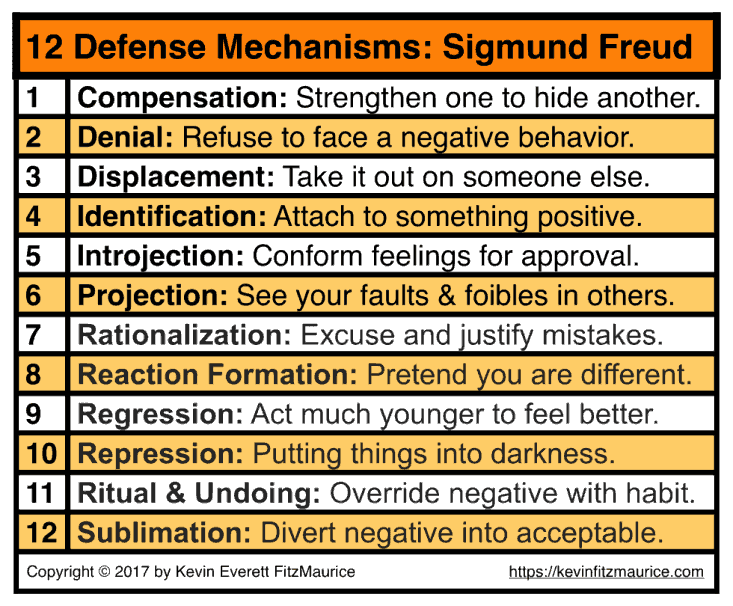 12 Defense Mechanisms: Sigmund Freud
1 Compensation: Strengthen one to hide another.
2 Denial: Refuse to face a negative behavior.
3 Displacement: Take it out on someone else.
4 Identification: Attach to something positive.
5 Introjection: Conform feelings for approval.
6 Projection: See your faults & foibles in others.
7 Rationalization: Excuse and justify mistakes.
8 Reaction Formation: Pretend you are different.
9 Regression: Act much younger to feel better.
10 Repression: Putting things into darkness.
11 Ritual & Undoing: Override negative with habit.
12 Sublimation: Divert negative into acceptable.
Copyright © 2017 by Kevin Everett FitzMaurice https://kevinfitzmaurice.com